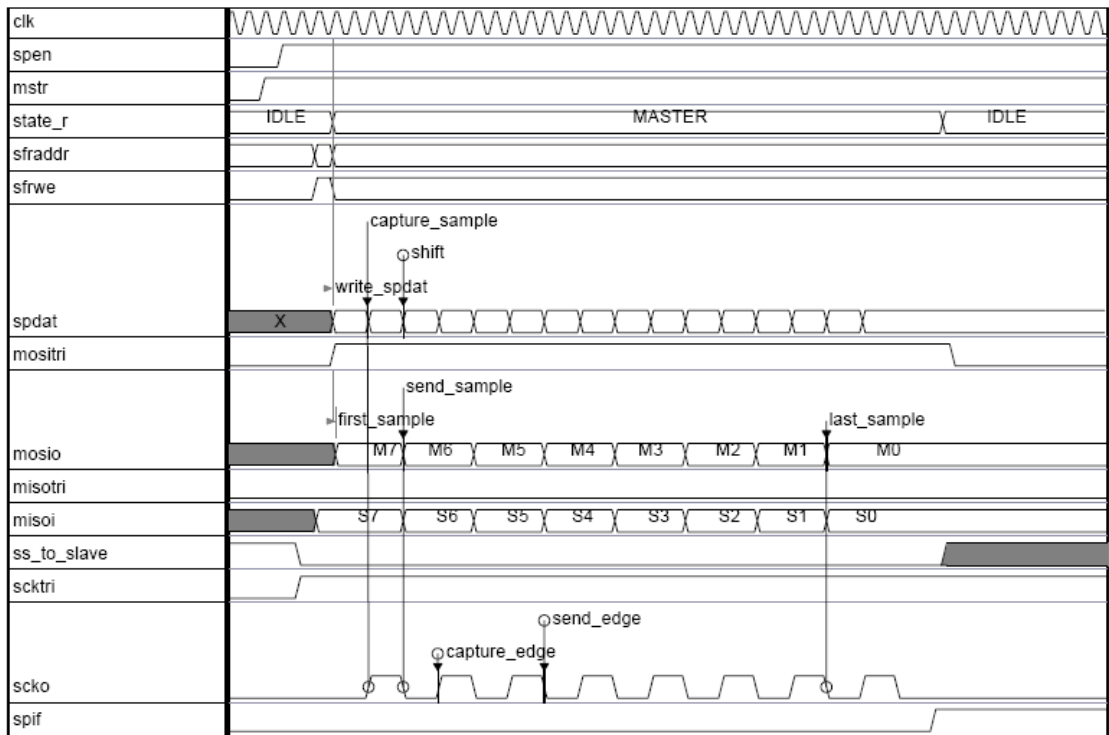 clk
spen
mstr
state_r IDLE MASTER IDLE
sfraddr
sfrwe
capture_sample
shift
write_spdat
spdat X
mositri
send_sample
first_sample last_sample
mosio M7 M6 M5 M4 M3 M2 M1 M0
misotri
misoi S7 S6 S5 S4 S3 S2 S1 S0
ss_to_slave
scktri
send_edge
capture_edge
scko
spif